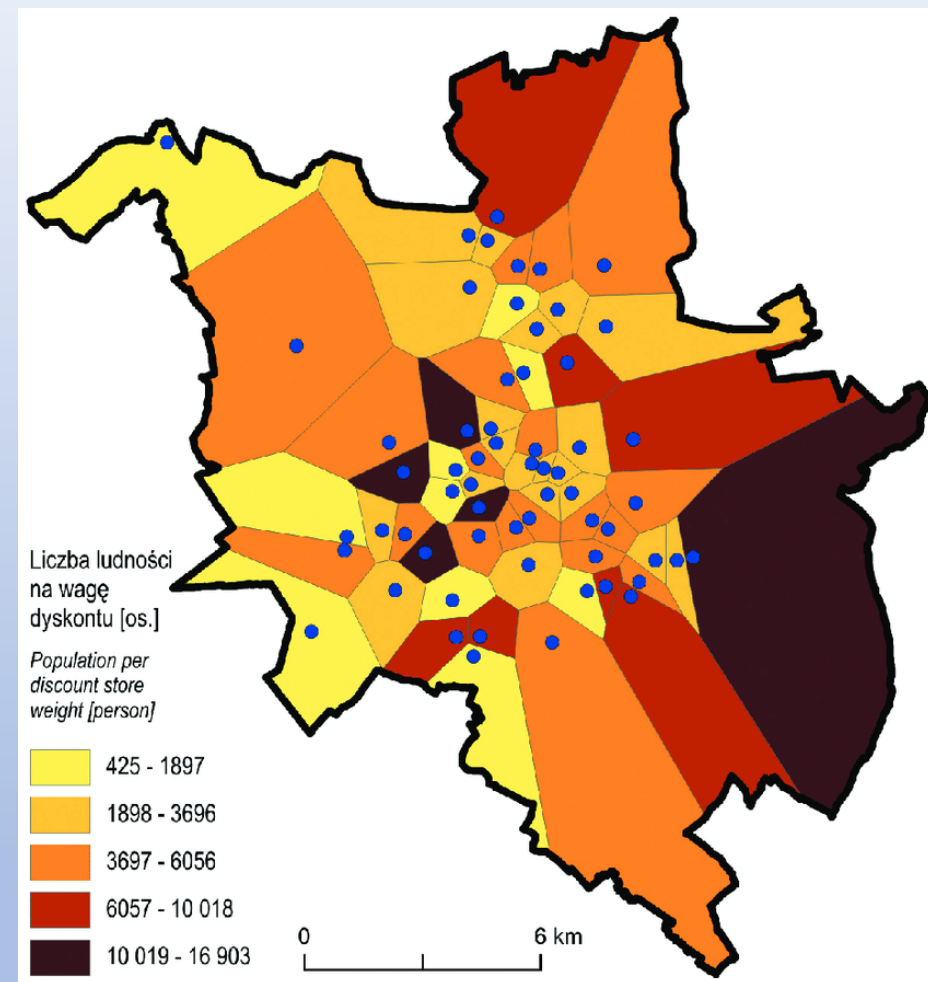 Liczba ludności
na wagę
dyskontu [os.]
Population per
discount store
weight [person]
425 - 1897
1898 - 3696
3697 - 6056
6057 - 10 018
10 019 - 16 903
0 6 km